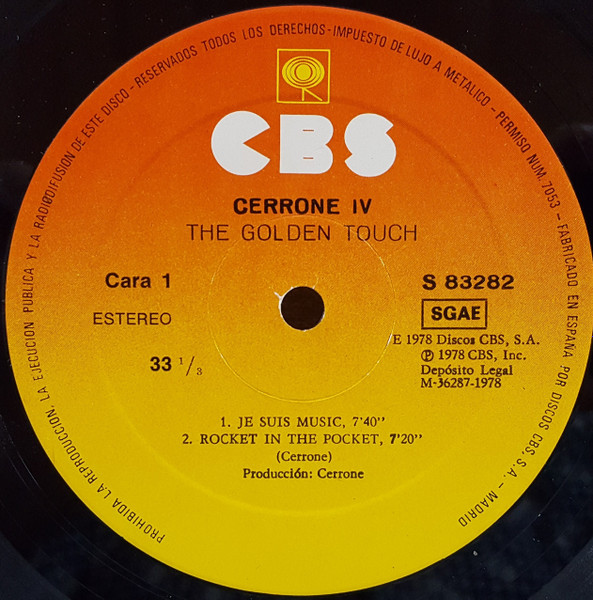 PROHIBIDA LA REPRODUCCION, LA EJECUCION PUBLICA Y LA RADIODIFUSION DE ESTE DISCO - RESERVADOS TODOS LOS DERECHOS - IMPUESTO DE LUJO A METALICO - PERMISO NUM. 7053 - FABRICADO EN ESPAÑA POR DISCOS CBS, S.A. - MADRID
CBS
CERRONE IV
THE GOLDEN TOUCH
Cara 1
S 83282
ESTEREO
SGAE
33 1/3
E 1978 Discos CBS, S.A.
℗ 1978 CBS, Inc.
Depósito Legal
M-36287-1978
1. JE SUIS MUSIC, 7'40''
2. ROCKET IN THE POCKET, 7'20''
(Cerrone)
Producción: Cerrone